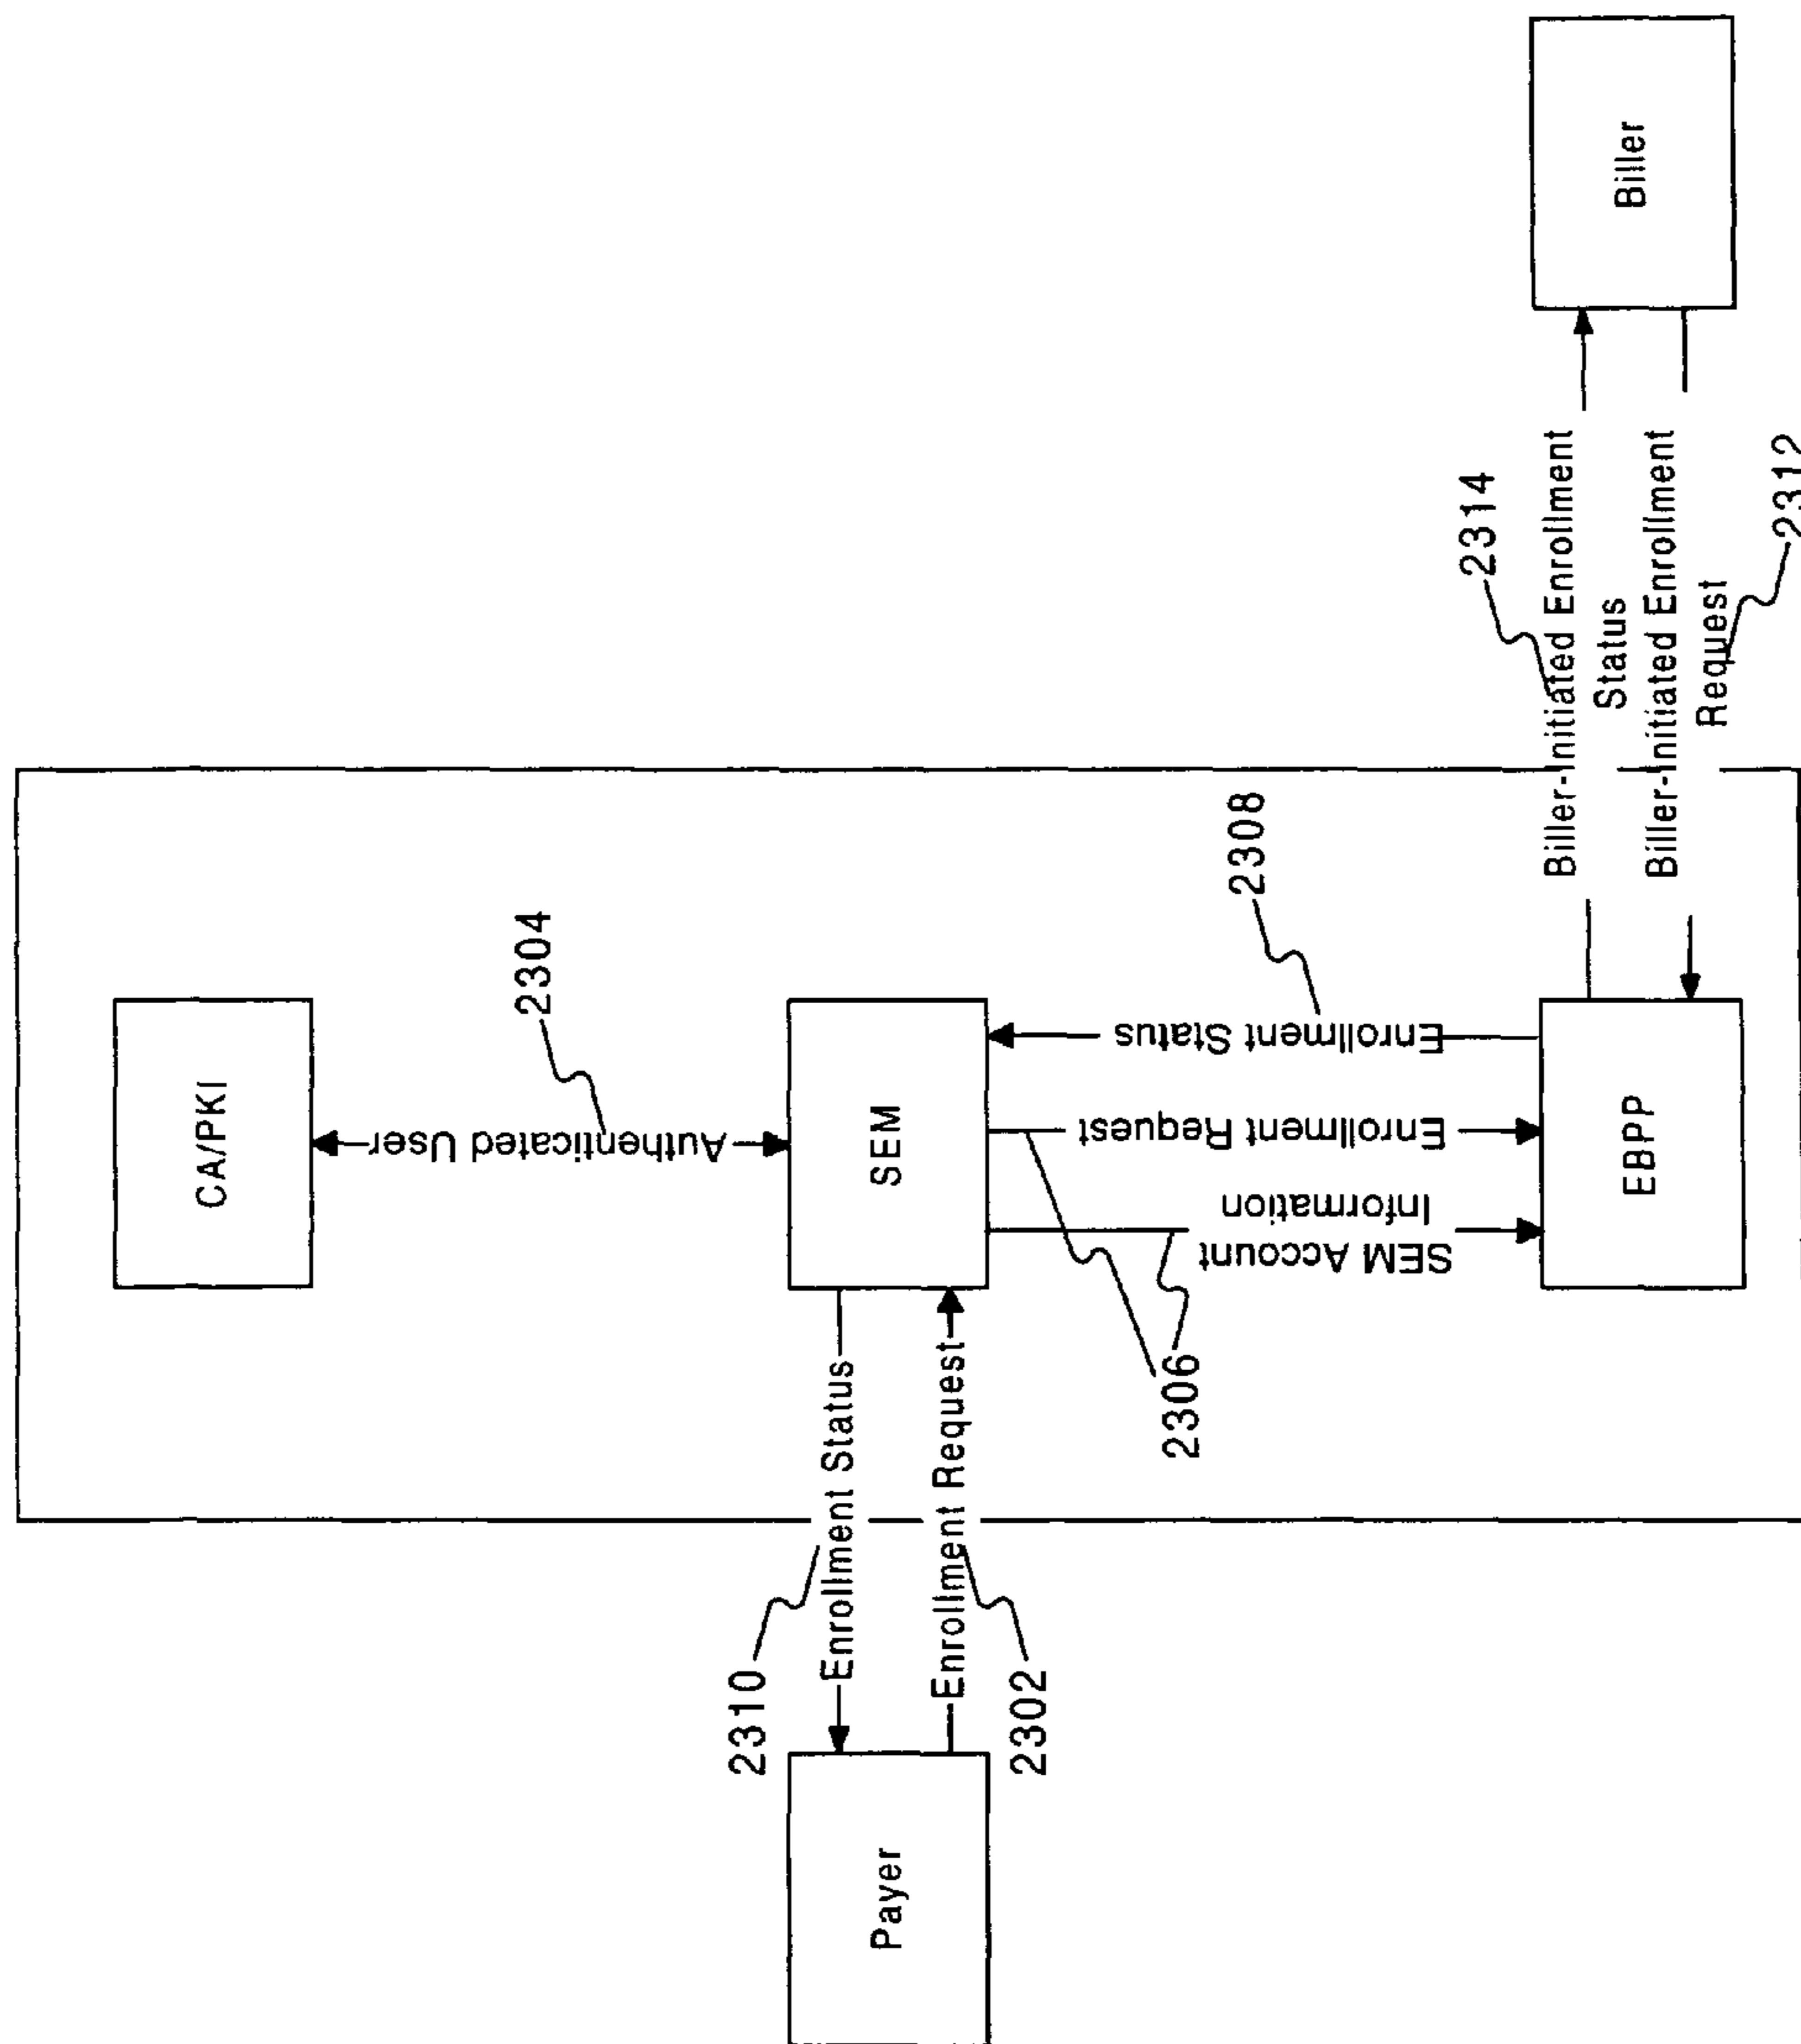 CA/PKI
2304
Authenticated User
2310
Enrollment Status
SEM
Payer
Enrollment Request
2302
2306
SEM Account
Information
Enrollment Request
Enrollment Status
2308
EBPP
2314
Biller-Initiated Enrollment
Status
Biller-Initiated Enrollment
Request
2312
Biller